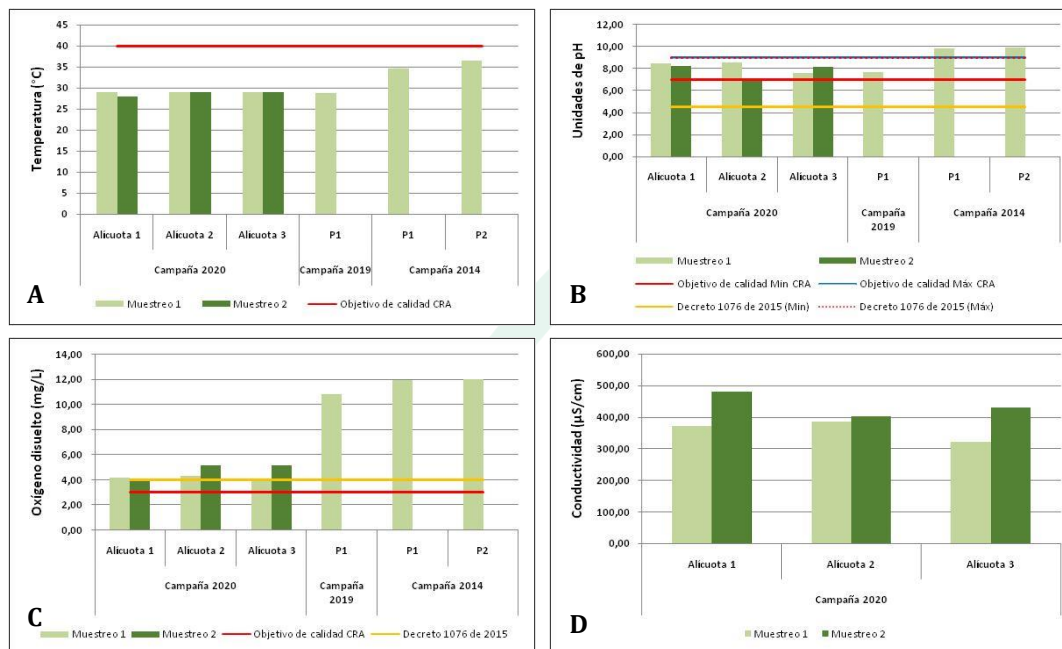 Temperatura (°C)
45
40
35
30
25
20
15
10
5
0
Alicuota 1 Alicuota 2 Alicuota 3 P1 P1 P2
Campaña 2020 Campaña 2019 Campaña 2014
A
Muestreo 1 Muestreo 2 Objetivo de calidad CRA
Unidades de pH
12,00
10,00
8,00
6,00
4,00
2,00
0,00
Alicuota 1 Alicuota 2 Alicuota 3 P1 P1 P2
Campaña 2020 Campaña 2019 Campaña 2014
B
Muestreo 1 Muestreo 2
Objetivo de calidad Min CRA Objetivo de calidad Máx CRA
Decreto 1076 de 2015 (Min) Decreto 1076 de 2015 (Máx)
Oxígeno disuelto (mg/L)
14,00
12,00
10,00
8,00
6,00
4,00
2,00
0,00
Alicuota 1 Alicuota 2 Alicuota 3 P1 P1 P2
Campaña 2020 Campaña 2019 Campaña 2014
C
Muestreo 1 Muestreo 2 Objetivo de calidad CRA Decreto 1076 de 2015
Conductividad (µS/cm)
600,00
500,00
400,00
300,00
200,00
100,00
0,00
Alicuota 1 Alicuota 2 Alicuota 3
Campaña 2020
D
Muestreo 1 Muestreo 2